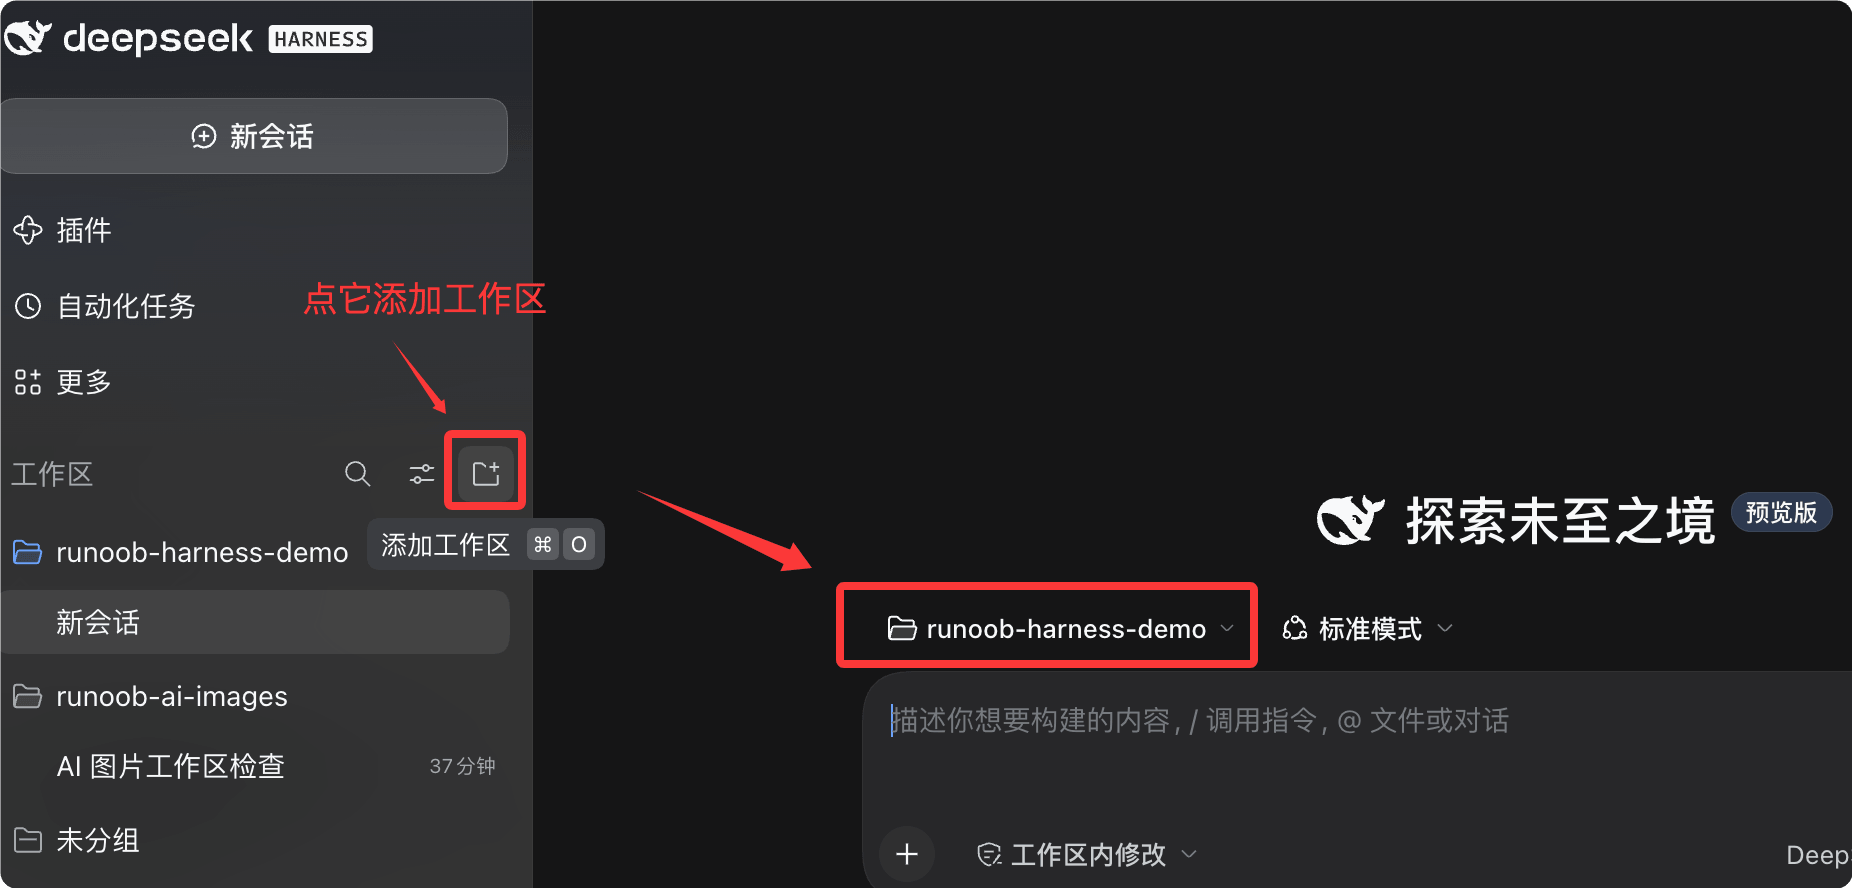 deepseek HARNESS
新会话
插件
自动化任务
点它添加工作区
更多
工作区
添加工作区 ⌘ O
runoob-harness-demo
新会话
runoob-ai-images
AI 图片工作区检查 37 分钟
未分组
探索未至之境 预览版
runoob-harness-demo 标准模式
描述你想要构建的内容, / 调用指令, @ 文件或对话
工作区内修改
Deep